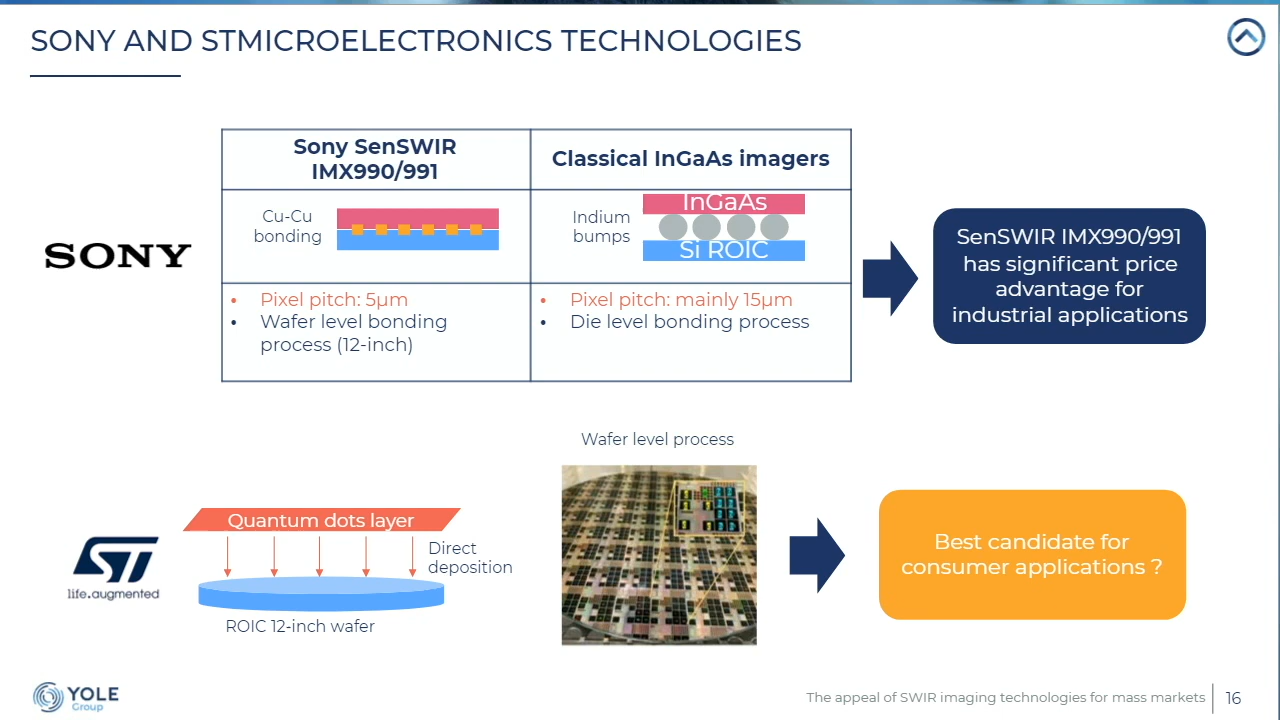 SONY AND STMICROELECTRONICS TECHNOLOGIES
Sony SenSWIR
IMX990/991
Classical InGaAs imagers
Cu-Cu
bonding
Indium
bumps
InGaAs
Si ROIC
SONY
SenSWIR IMX990/991
has significant price
advantage for
industrial applications
• Pixel pitch: 5µm
• Wafer level bonding
process (12-inch)
• Pixel pitch: mainly 15µm
• Die level bonding process
Wafer level process
Quantum dots layer
Direct
deposition
ST
life.augmented
ROIC 12-inch wafer
Best candidate for
consumer applications ?
YOLE
Group
The appeal of SWIR imaging technologies for mass markets
16